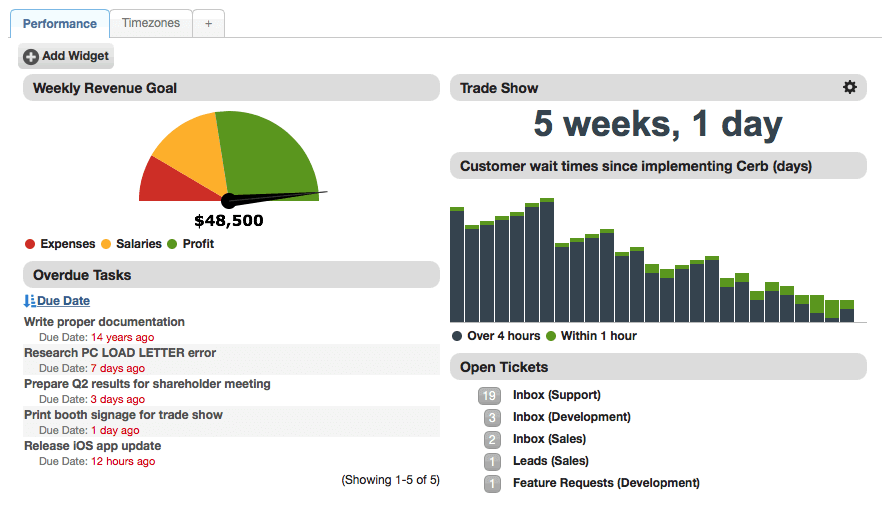 Performance
Timezones
+
Add Widget
Weekly Revenue Goal
$48,500
Expenses Salaries Profit
Overdue Tasks
Due Date
Write proper documentation
Due Date: 14 years ago
Research PC LOAD LETTER error
Due Date: 7 days ago
Prepare Q2 results for shareholder meeting
Due Date: 3 days ago
Print booth signage for trade show
Due Date: 1 day ago
Release iOS app update
Due Date: 12 hours ago
(Showing 1-5 of 5)
Trade Show
5 weeks, 1 day
Customer wait times since implementing Cerb (days)
Over 4 hours Within 1 hour
Open Tickets
19 Inbox (Support)
3 Inbox (Development)
2 Inbox (Sales)
1 Leads (Sales)
1 Feature Requests (Development)